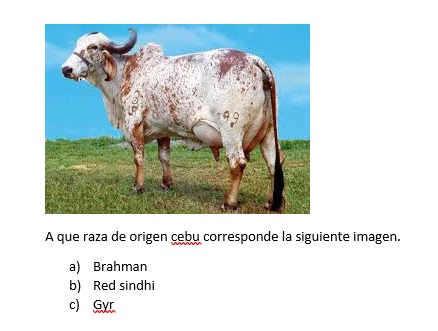 A que raza de origen cebu corresponde la siguiente imagen.
a) Brahman
b) Red sindhi
c) Gyr